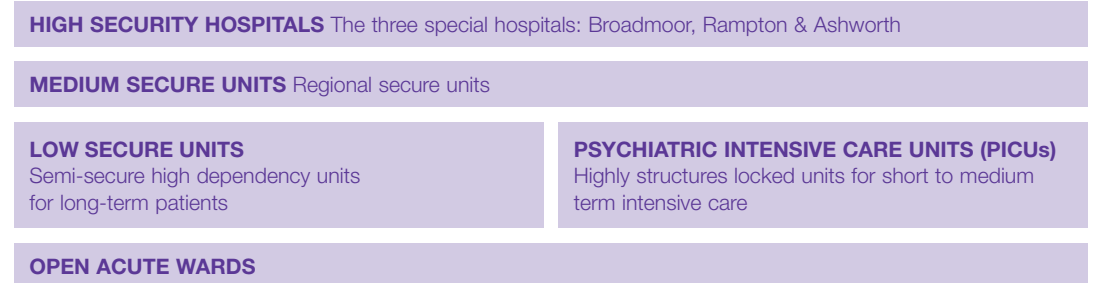 HIGH SECURITY HOSPITALS The three special hospitals: Broadmoor, Rampton & Ashworth
MEDIUM SECURE UNITS Regional secure units
LOW SECURE UNITS
Semi-secure high dependency units
for long-term patients
PSYCHIATRIC INTENSIVE CARE UNITS (PICUs)
Highly structures locked units for short to medium
term intensive care
OPEN ACUTE WARDS